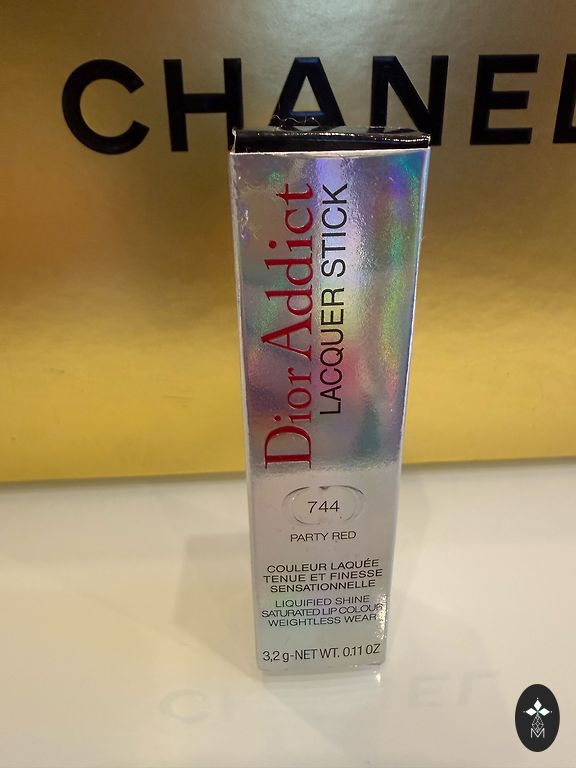 CHANEL
Dior Addict
LACQUER STICK
744
PARTY RED
COULEUR LAQUÉE
TENUE ET FINESSE
SENSATIONNELLE
LIQUIFIED SHINE
SATURATED LIP COLOUR
WEIGHTLESS WEAR
3,2 g-NET WT. 0.11 OZ
M